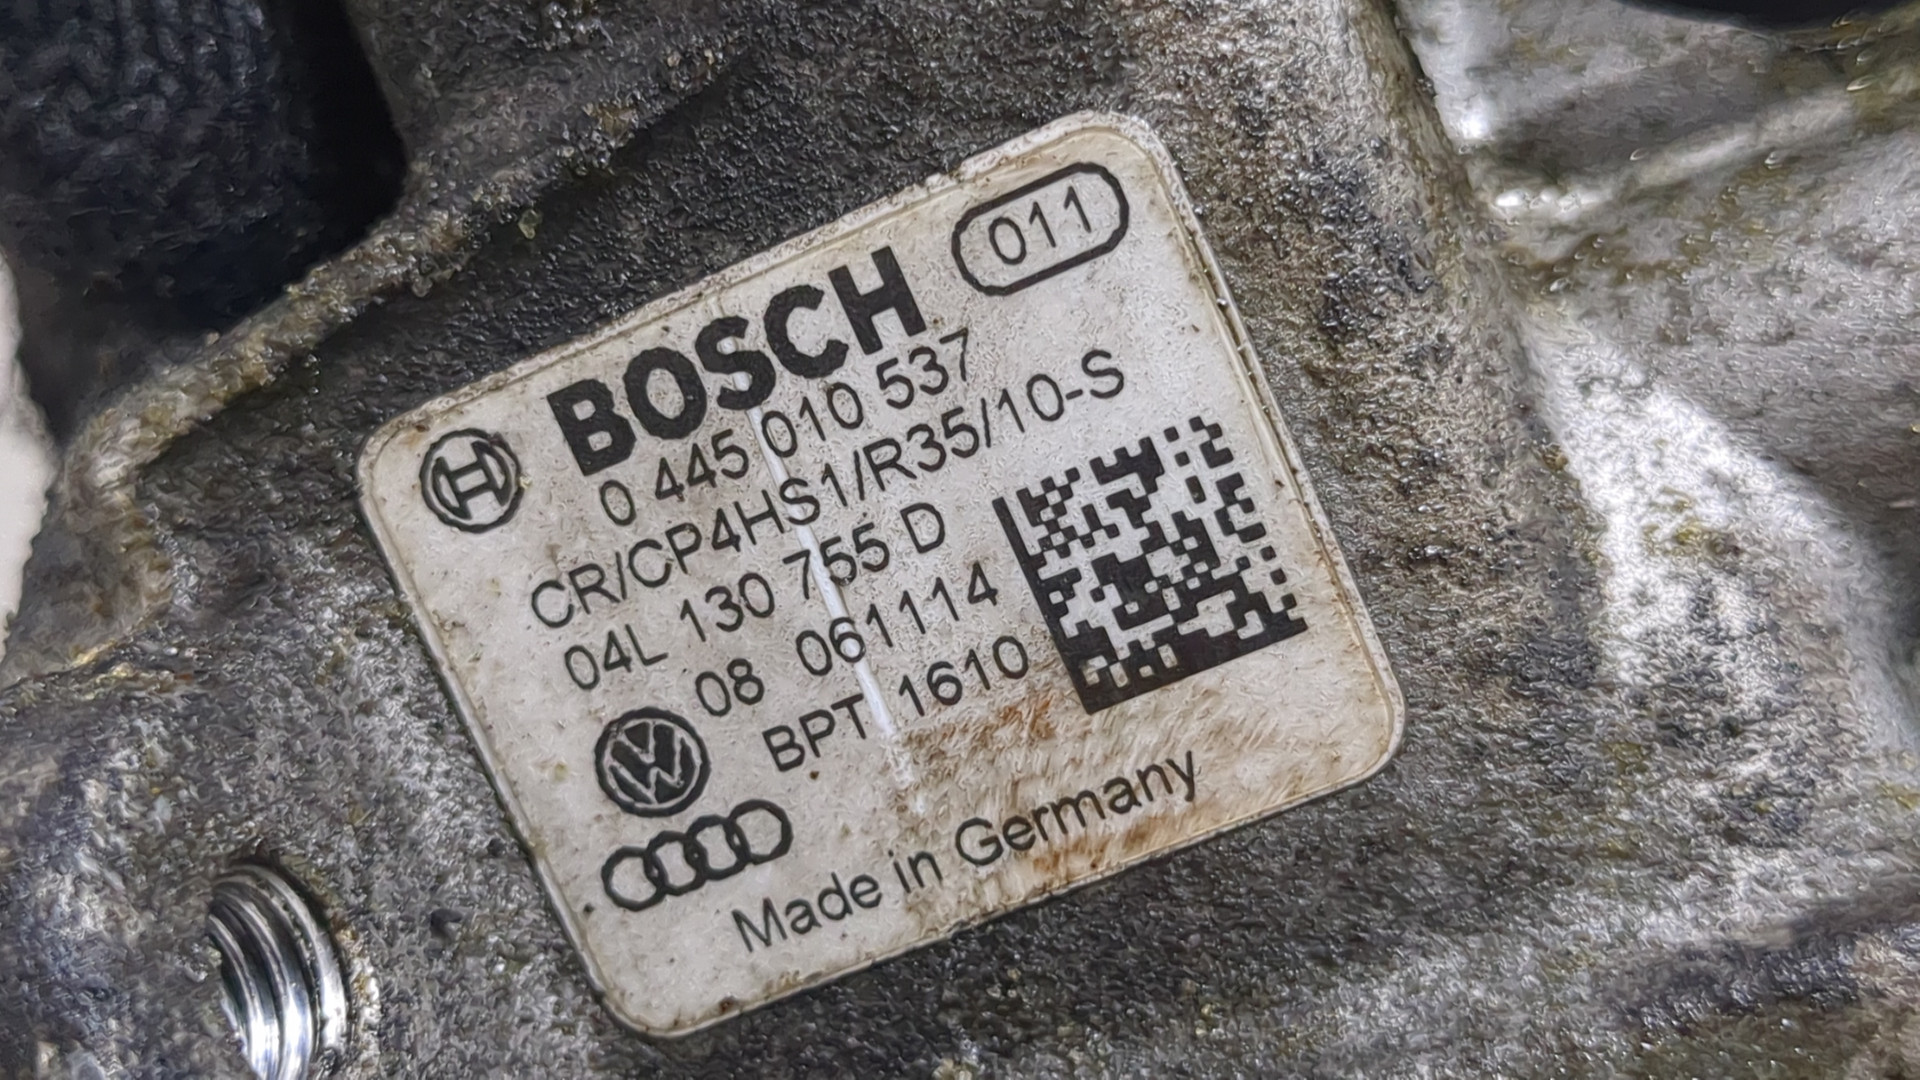 011
BOSCH
0 445 010 537
CR/CP4HS1/R35/10-S
04L 130 755 D
08 061114
BPT 1610
Made in Germany